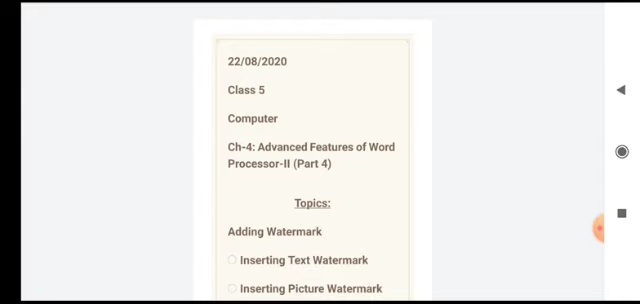 22/08/2020
Class 5
Computer
Ch-4: Advanced Features of Word
Processor-II (Part 4)
Topics:
Adding Watermark
Inserting Text Watermark
Inserting Picture Watermark